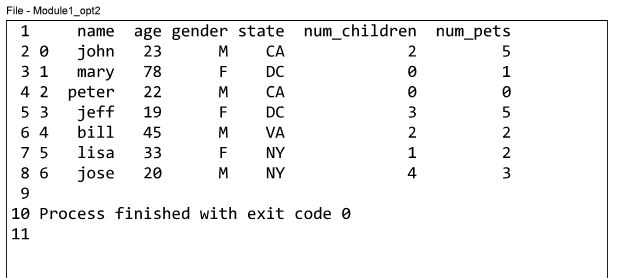 File - Module1_opt2
1      name  age gender state  num_children  num_pets
2 0   john   23      M    CA             2         5
3 1   mary   78      F    DC             0         1
4 2  peter   22      M    CA             0         0
5 3   jeff   19      F    DC             3         5
6 4   bill   45      M    VA             2         2
7 5   lisa   33      F    NY             1         2
8 6   jose   20      M    NY             4         3
9
10 Process finished with exit code 0
11